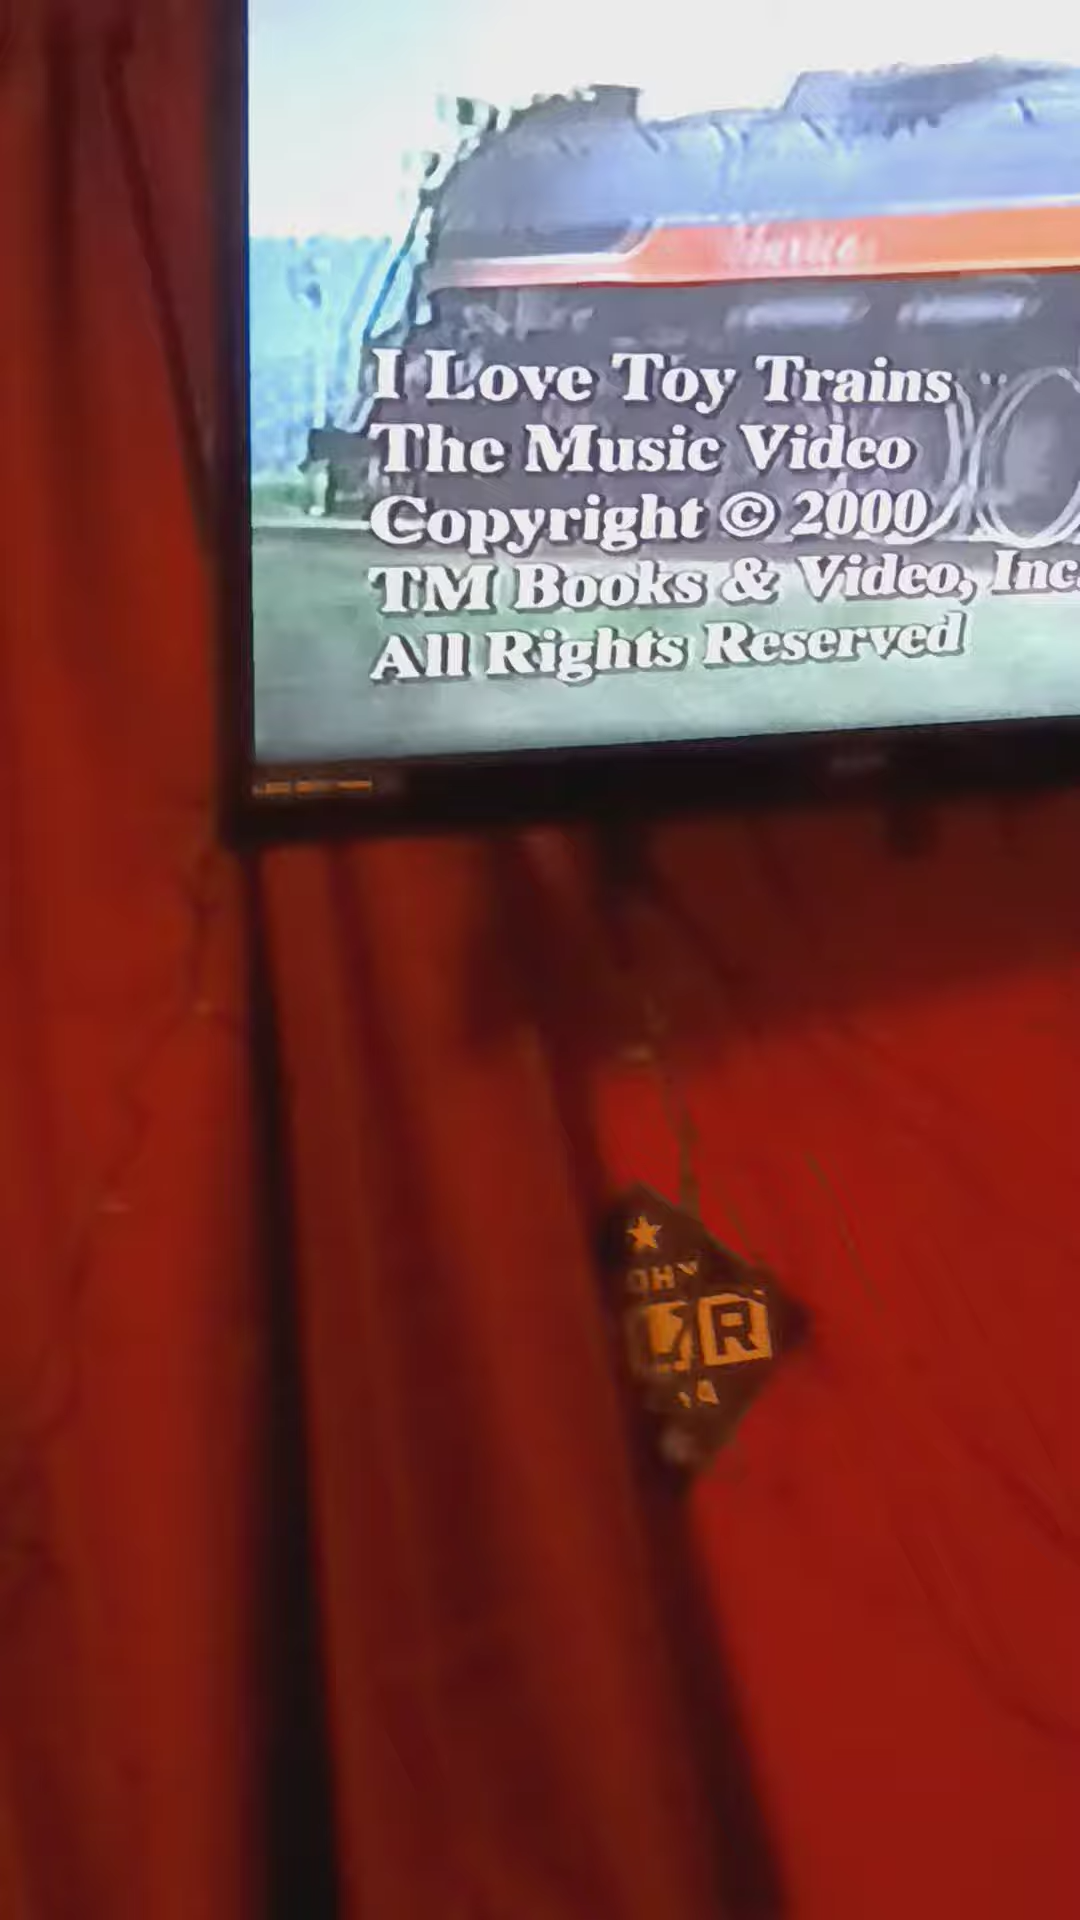 I Love Toy Trains
The Music Video
Copyright © 2000
TM Books & Video, Inc.
All Rights Reserved